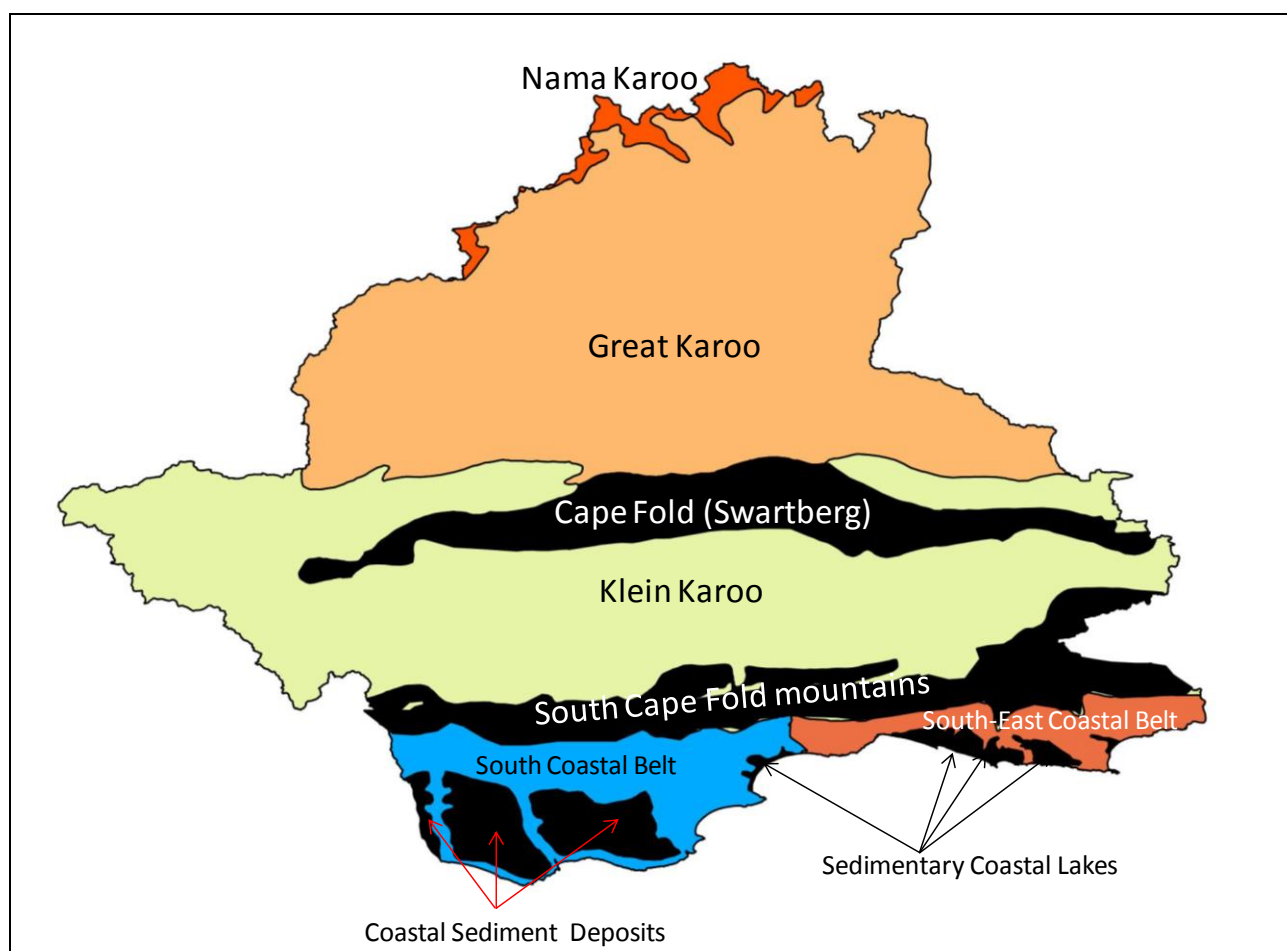 Nama Karoo
Great Karoo
Cape Fold (Swartberg)
Klein Karoo
South Cape Fold mountains
South-East Coastal Belt
South Coastal Belt
Sedimentary Coastal Lakes
Coastal Sediment Deposits